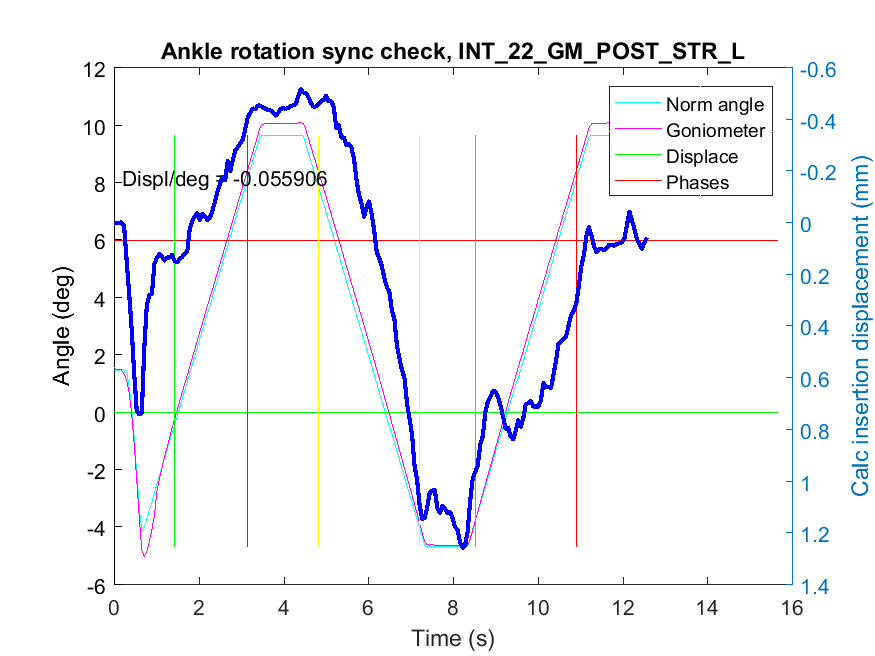 Ankle rotation sync check, INT_22_GM_POST_STR_L
12
10
8
6
4
2
0
-2
-4
-6
Angle (deg)
Displ/deg = -0.055906
Norm angle
Goniometer
Displace
Phases
-0.6
-0.4
-0.2
0
0.2
0.4
0.6
0.8
1
1.2
1.4
Calc insertion displacement (mm)
0 2 4 6 8 10 12 14 16
Time (s)